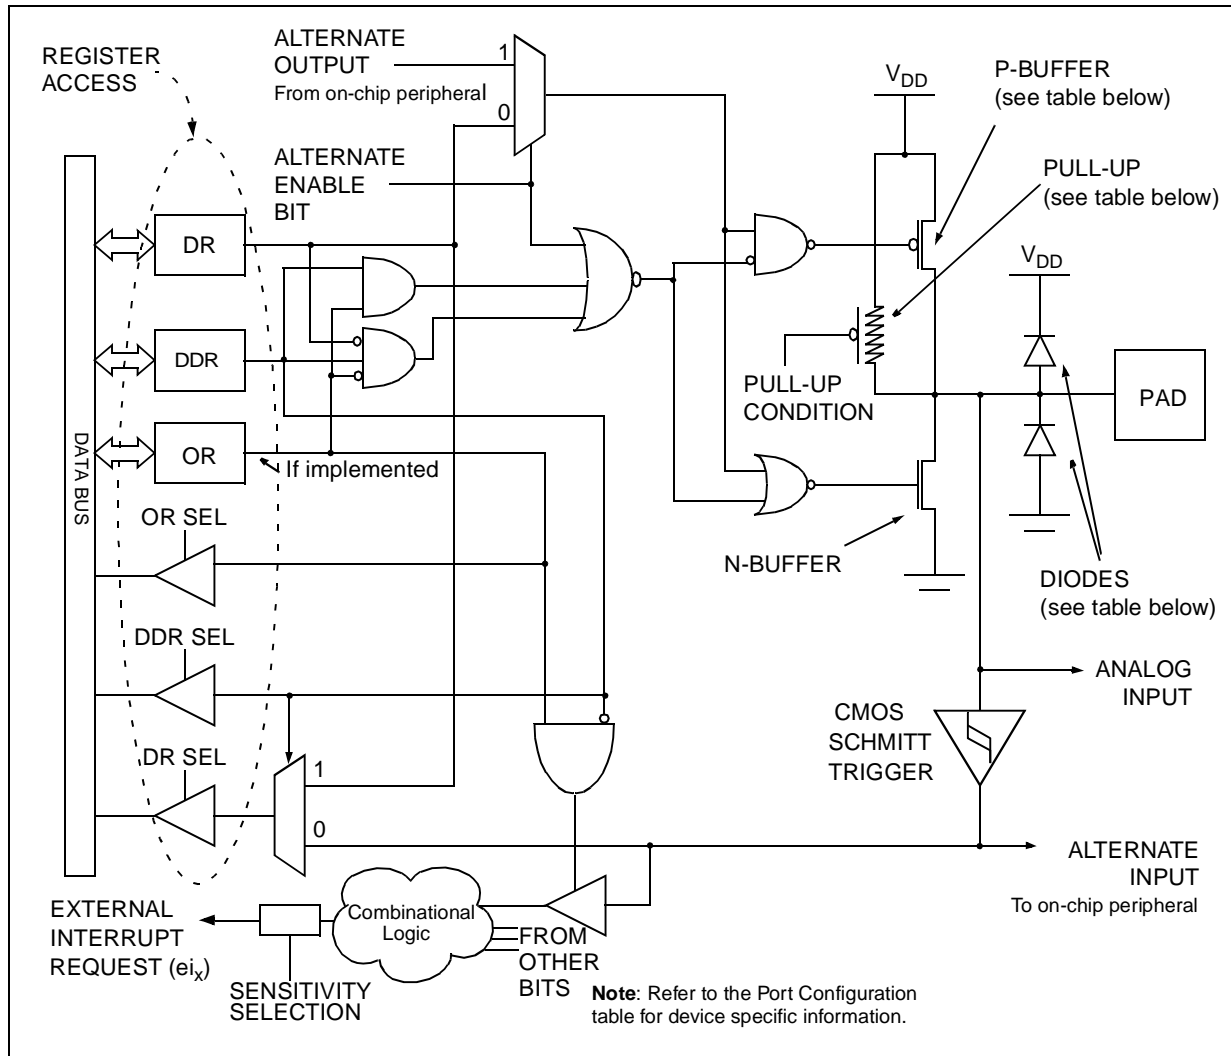 REGISTER
ACCESS
ALTERNATE
OUTPUT
From on-chip peripheral
1
0
ALTERNATE
ENABLE
BIT
VDD
P-BUFFER
(see table below)
PULL-UP
(see table below)
VDD
DR
DDR
OR
If implemented
DATA BUS
PULL-UP
CONDITION
PAD
OR SEL
N-BUFFER
DIODES
(see table below)
DDR SEL
ANALOG
INPUT
CMOS
SCHMITT
TRIGGER
DR SEL
1
0
ALTERNATE
INPUT
To on-chip peripheral
EXTERNAL
INTERRUPT
REQUEST (eix)
Combinational
Logic
FROM
OTHER
BITS
SENSITIVITY
SELECTION
Note: Refer to the Port Configuration
table for device specific information.